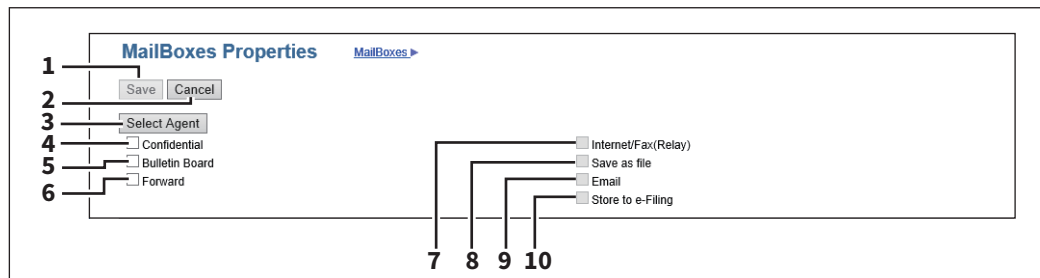 MailBoxes Properties MailBoxes ▶
1
Save Cancel
2
3 Select Agent
4 Confidential Internet/Fax(Relay)
5 Bulletin Board Save as file
6 Forward Email
Store to e-Filing
7 8 9 10